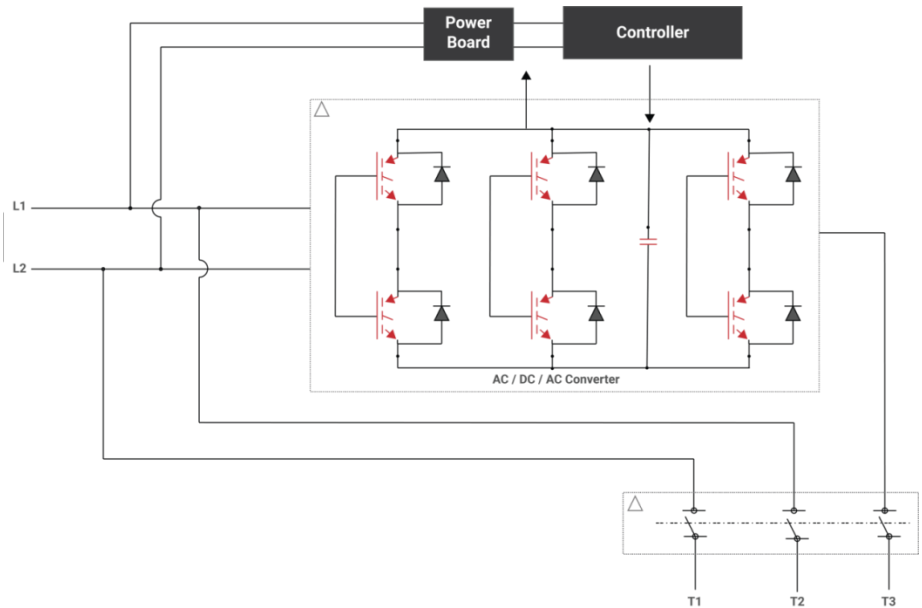 Power
Board
Controller
L1
L2
AC / DC / AC Converter
T1
T2
T3